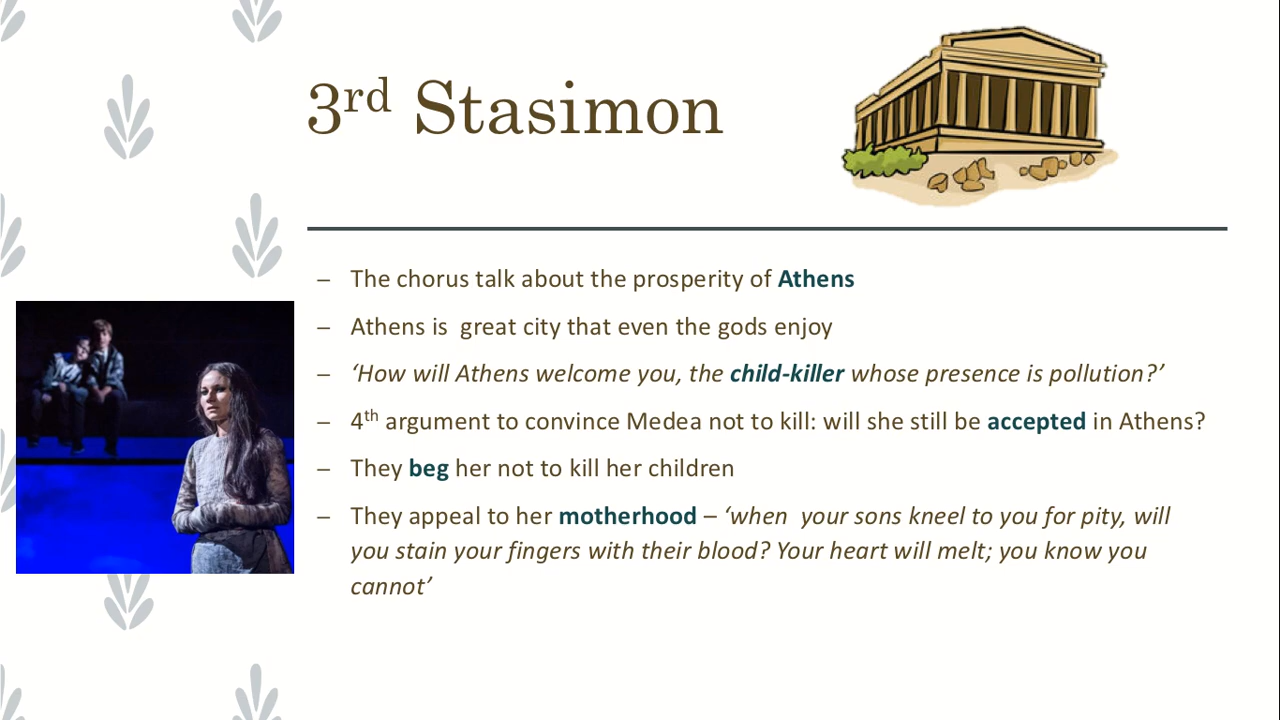 3rd Stasimon
– The chorus talk about the prosperity of Athens
– Athens is  great city that even the gods enjoy
– ‘How will Athens welcome you, the child-killer whose presence is pollution?’
– 4th argument to convince Medea not to kill: will she still be accepted in Athens?
– They beg her not to kill her children
– They appeal to her motherhood – ‘when  your sons kneel to you for pity, will
you stain your fingers with their blood? Your heart will melt; you know you
cannot’